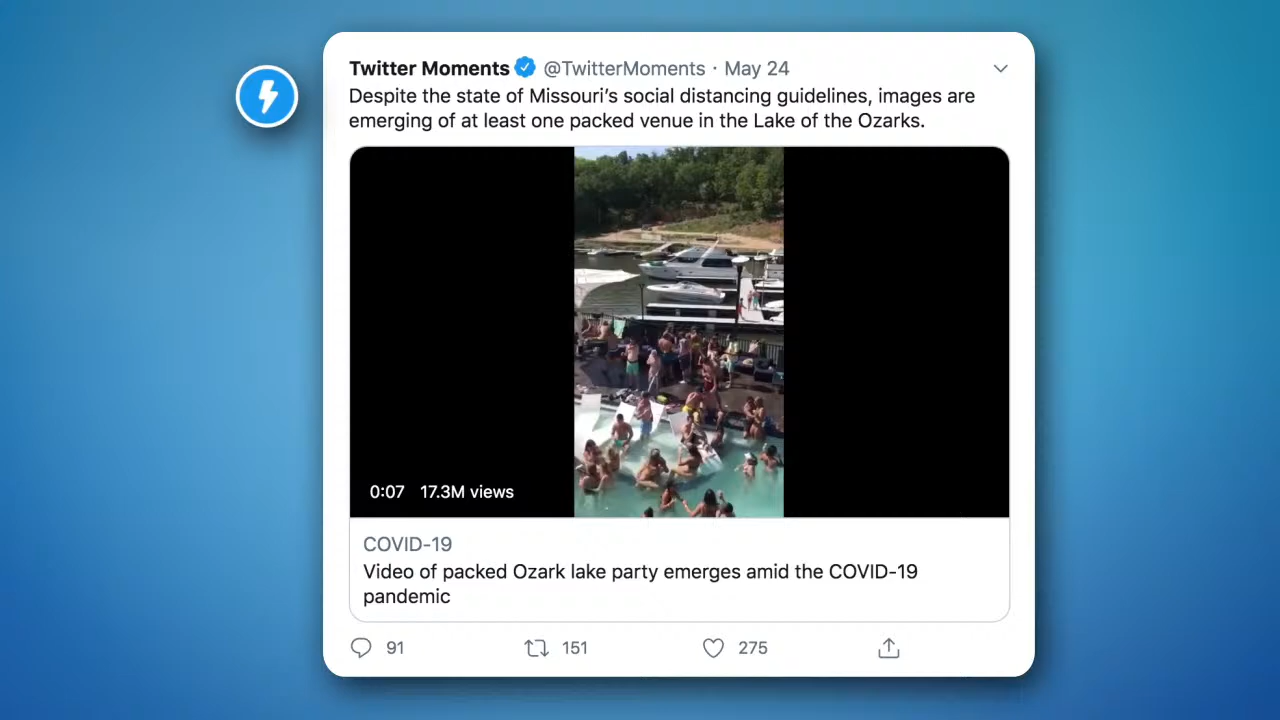 Twitter Moments @TwitterMoments · May 24
Despite the state of Missouri’s social distancing guidelines, images are
emerging of at least one packed venue in the Lake of the Ozarks.
0:07 17.3M views
COVID-19
Video of packed Ozark lake party emerges amid the COVID-19
pandemic
91 151 275